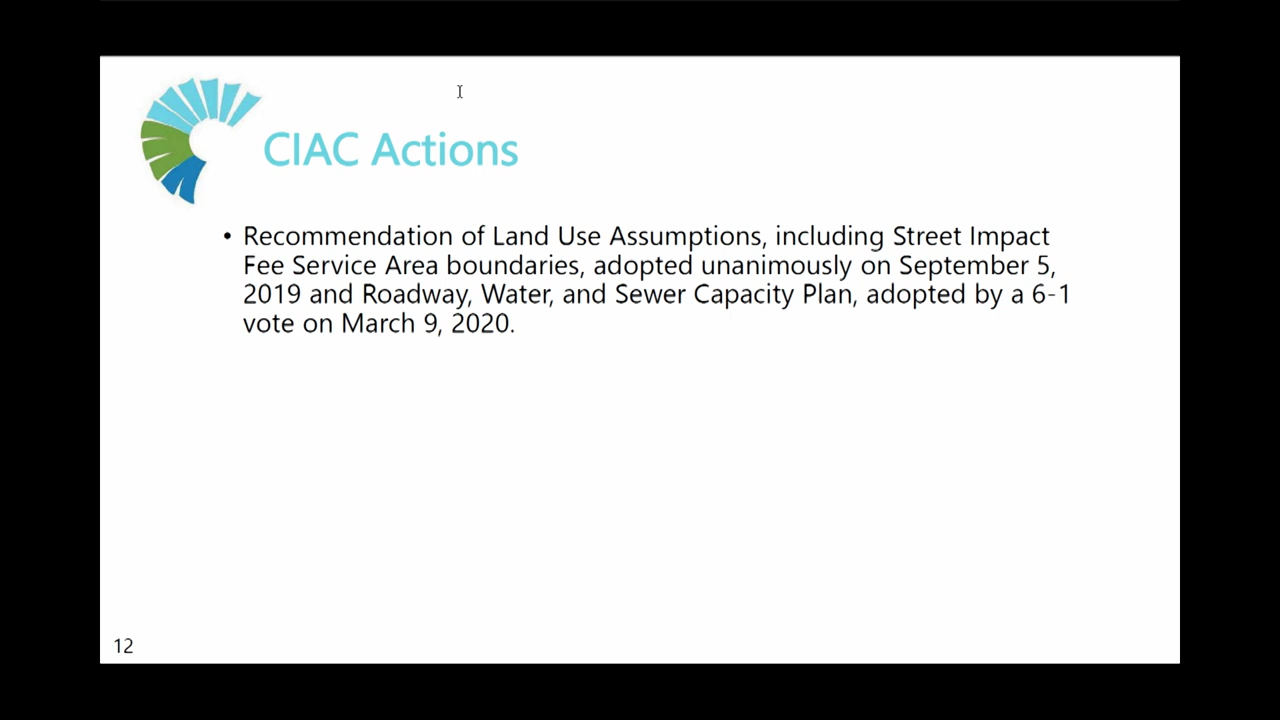 CIAC Actions
• Recommendation of Land Use Assumptions, including Street Impact
Fee Service Area boundaries, adopted unanimously on September 5,
2019 and Roadway, Water, and Sewer Capacity Plan, adopted by a 6-1
vote on March 9, 2020.
12